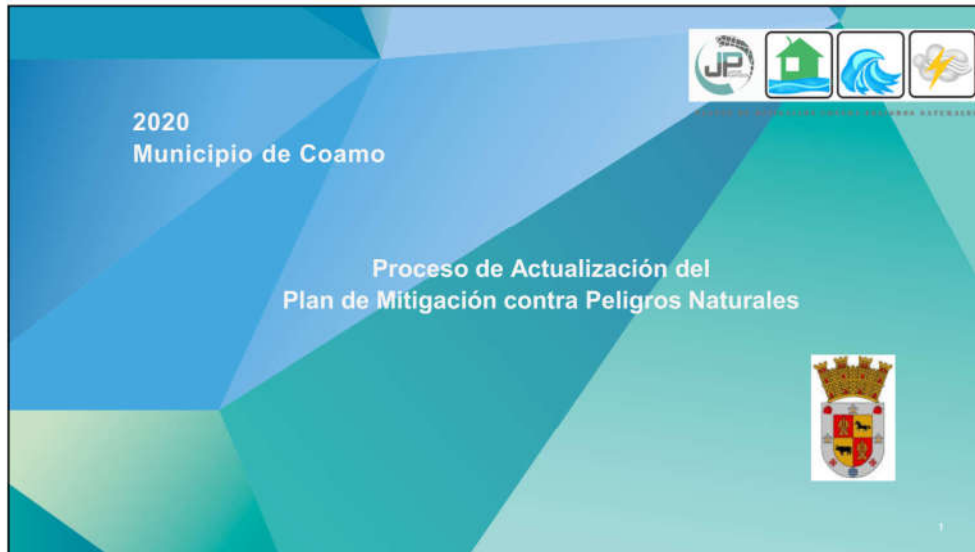 JP
2020
Municipio de Coamo
Proceso de Actualización del
Plan de Mitigación contra Peligros Naturales
1